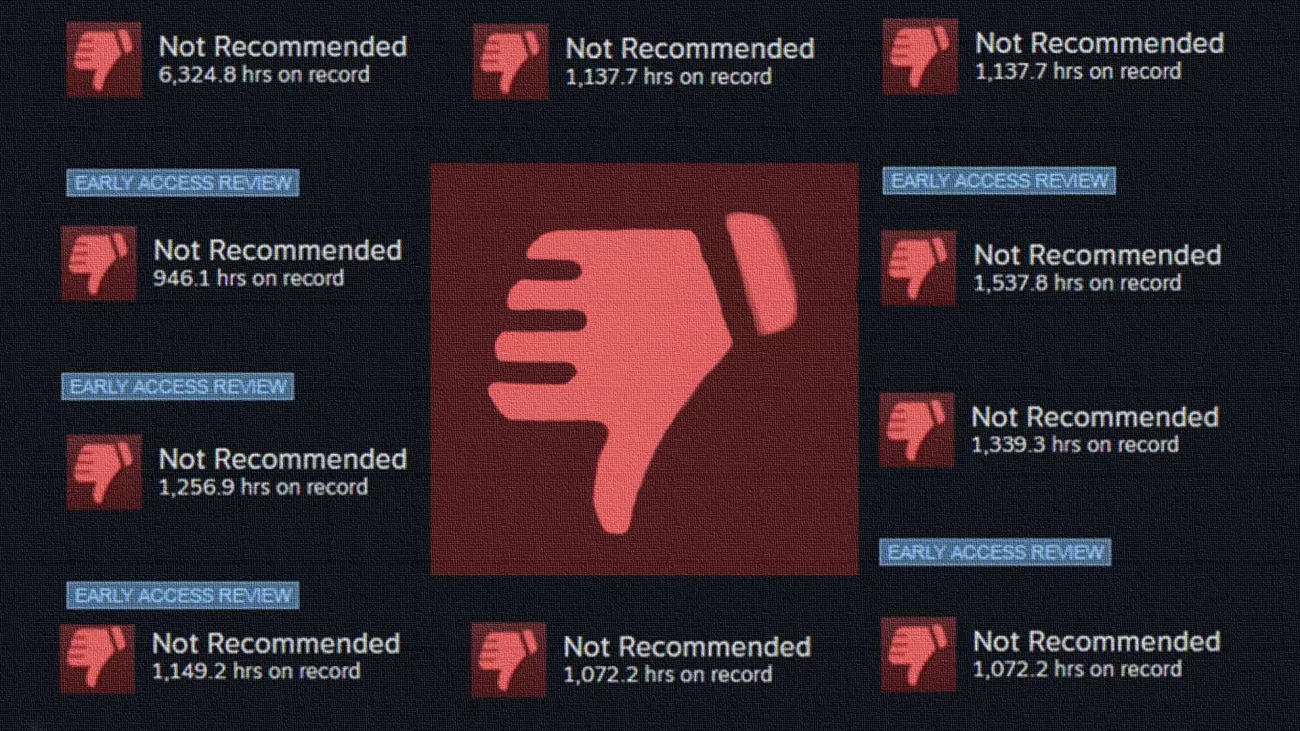 Not Recommended
6,324.8 hrs on record
Not Recommended
1,137.7 hrs on record
Not Recommended
1,137.7 hrs on record
EARLY ACCESS REVIEW
Not Recommended
946.1 hrs on record
EARLY ACCESS REVIEW
Not Recommended
1,537.8 hrs on record
EARLY ACCESS REVIEW
Not Recommended
1,256.9 hrs on record
Not Recommended
1,339.3 hrs on record
EARLY ACCESS REVIEW
EARLY ACCESS REVIEW
Not Recommended
1,149.2 hrs on record
Not Recommended
1,072.2 hrs on record
Not Recommended
1,072.2 hrs on record